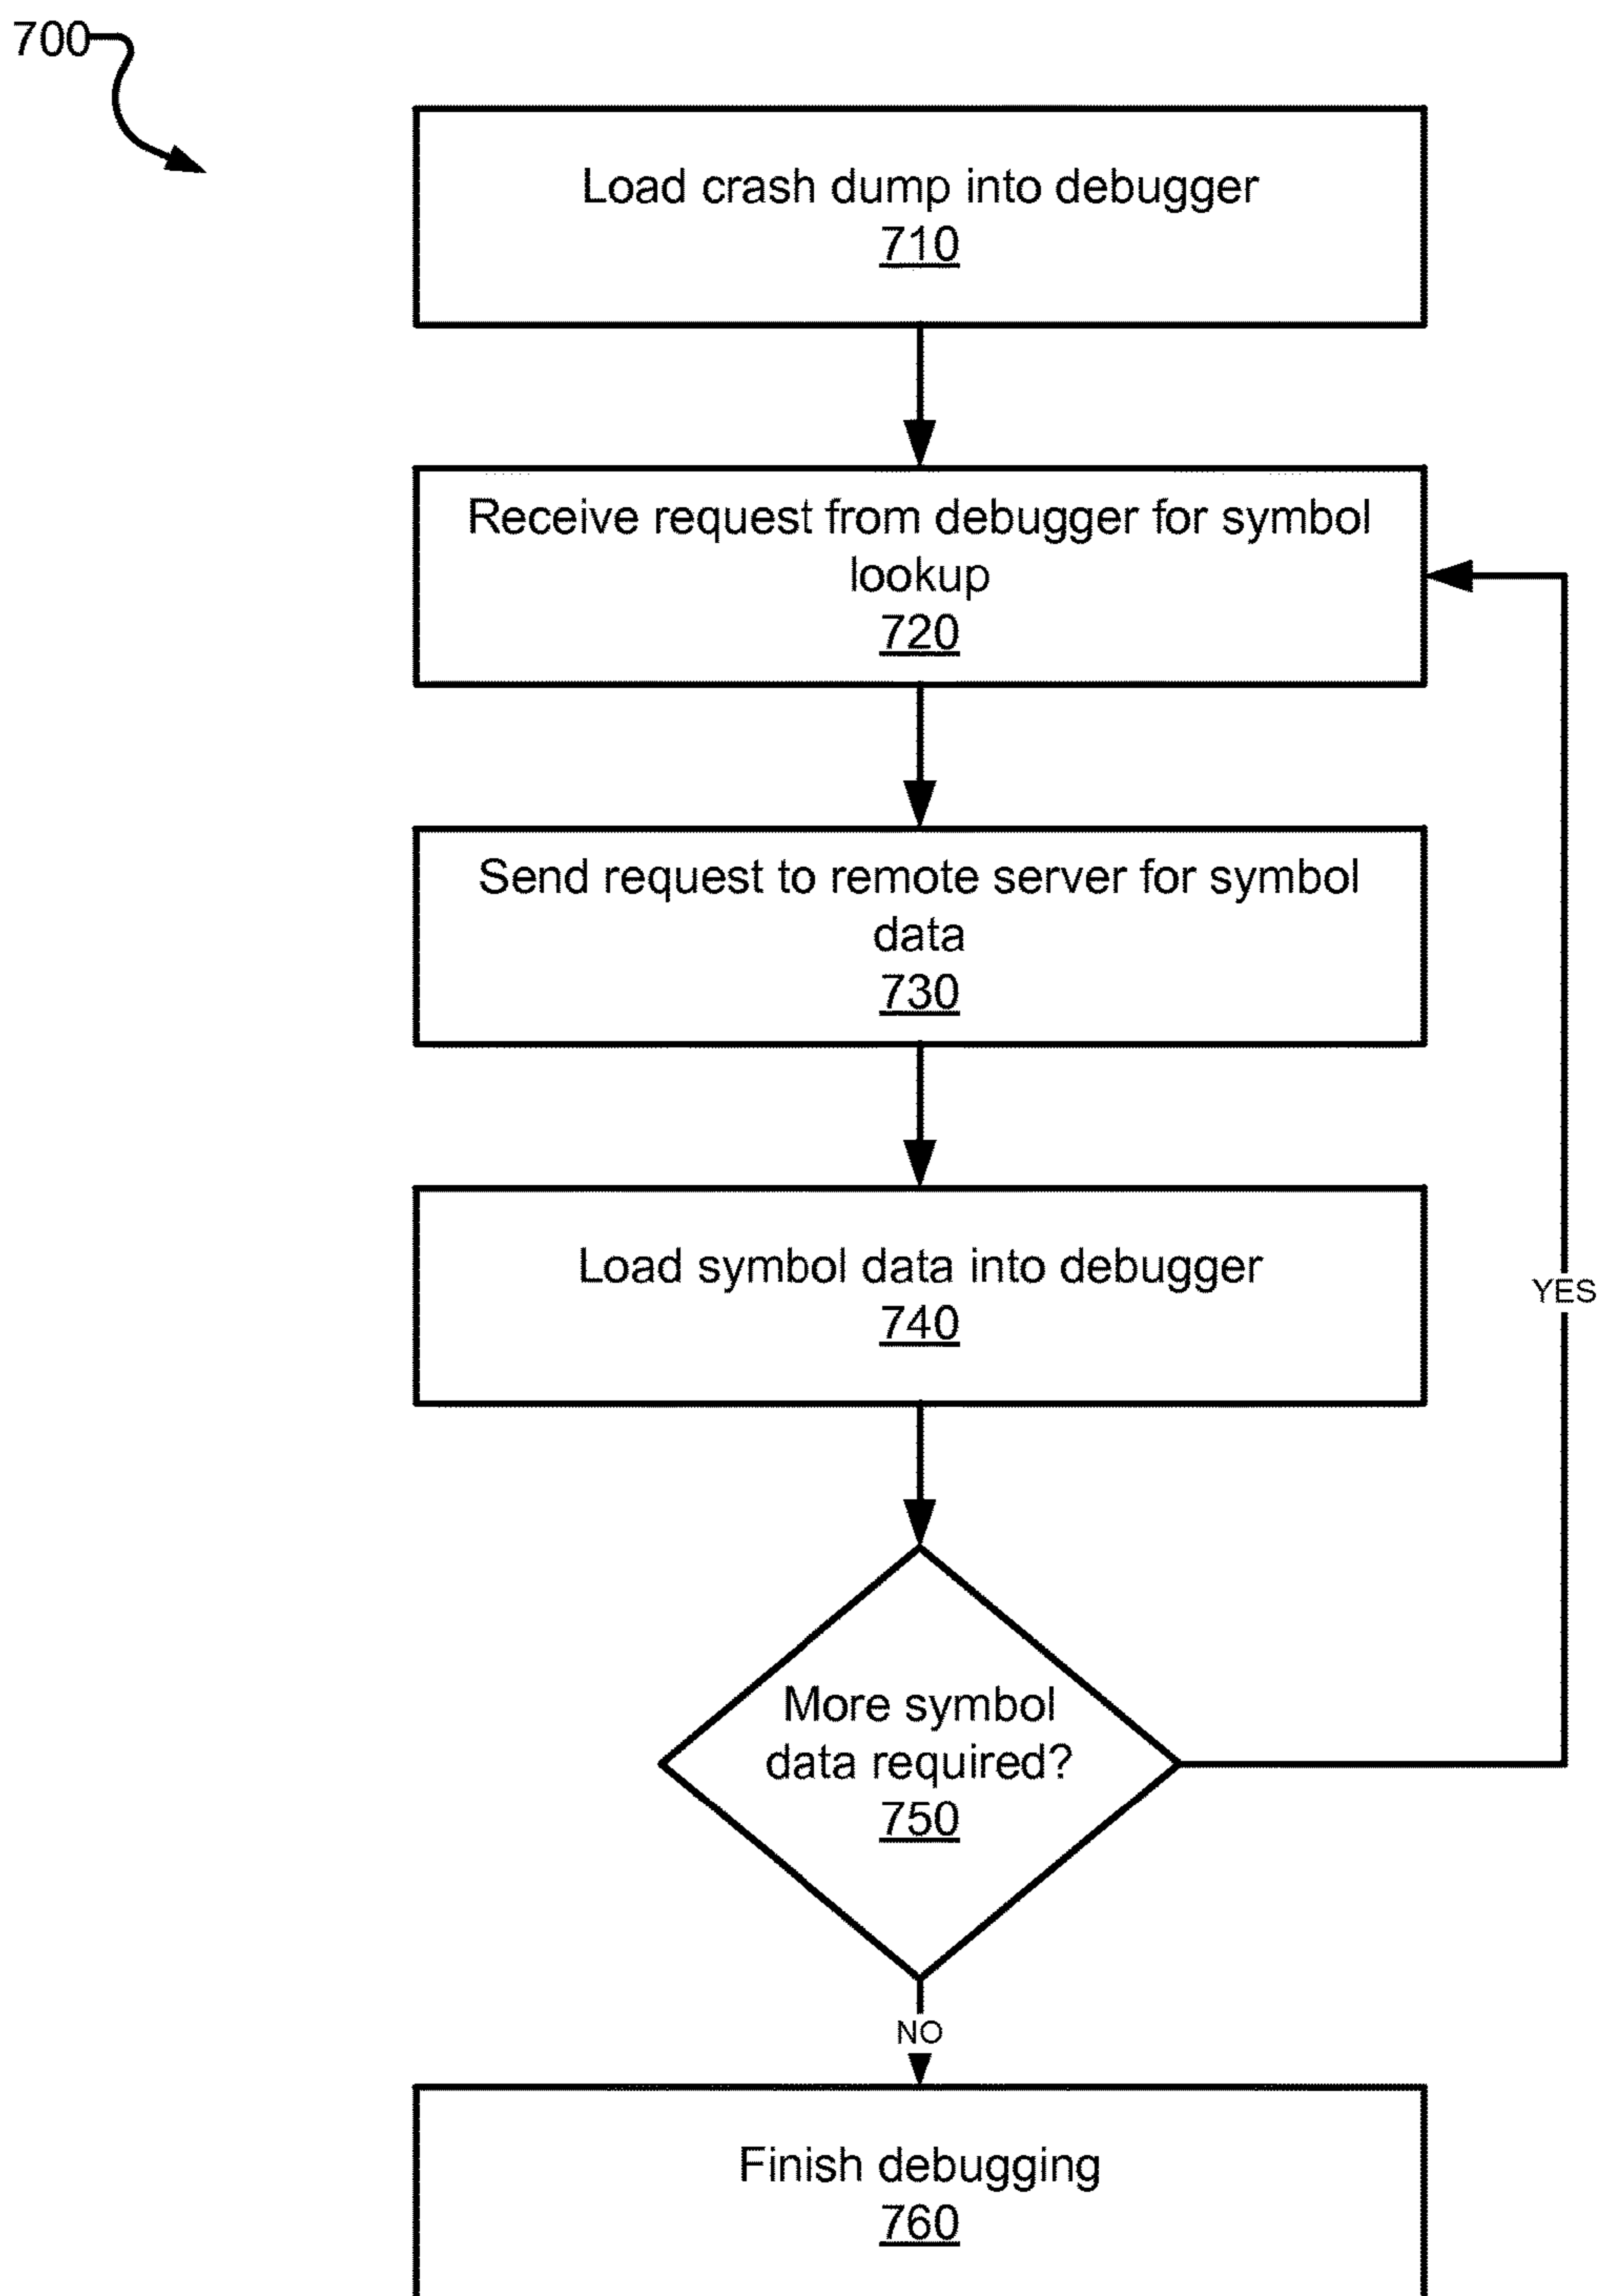 700
Load crash dump into debugger
710
Receive request from debugger for symbol
lookup
720
Send request to remote server for symbol
data
730
Load symbol data into debugger
740
YES
More symbol
data required?
750
NO
Finish debugging
760